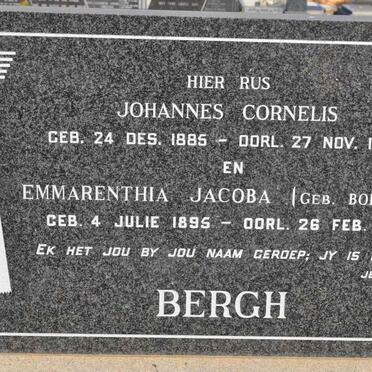 HIER RUS
JOHANNES CORNELIS
GEB. 24 DES. 1885 – OORL. 27 NOV.
EN
EMMARENTHIA JACOBA (GEB.
GEB. 4 JULIE 1895 – OORL. 26 FEB.
EK HET JOU BY JOU NAAM GEROEP; JY IS
BERGH